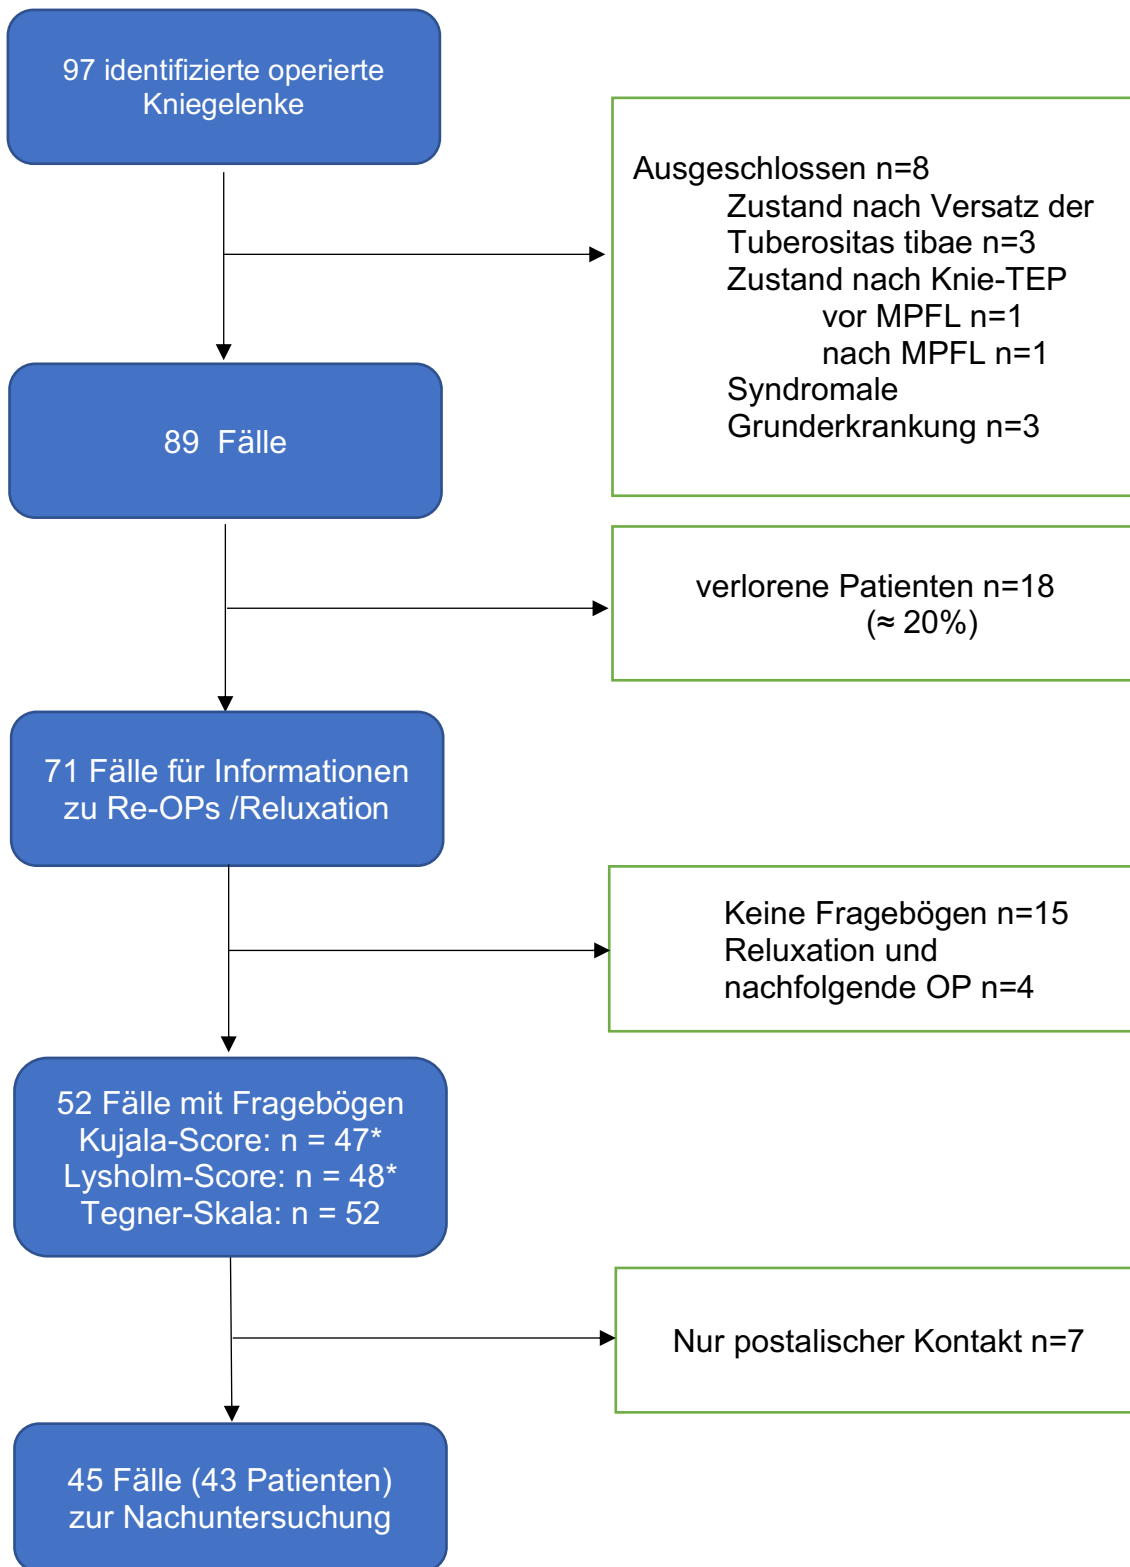 97 identifizierte operierte
Kniegelenke
Ausgeschlossen n=8
Zustand nach Versatz der
Tuberositas tibae n=3
Zustand nach Knie-TEP
vor MPFL n=1
nach MPFL n=1
Syndromale
Grunderkrankung n=3
89 Fälle
verlorene Patienten n=18
(≈ 20%)
71 Fälle für Informationen
zu Re-OPs /Reluxation
Keine Fragebögen n=15
Reluxation und
nachfolgende OP n=4
52 Fälle mit Fragebögen
Kujala-Score: n = 47*
Lysholm-Score: n = 48*
Tegner-Skala: n = 52
Nur postalischer Kontakt n=7
45 Fälle (43 Patienten)
zur Nachuntersuchung